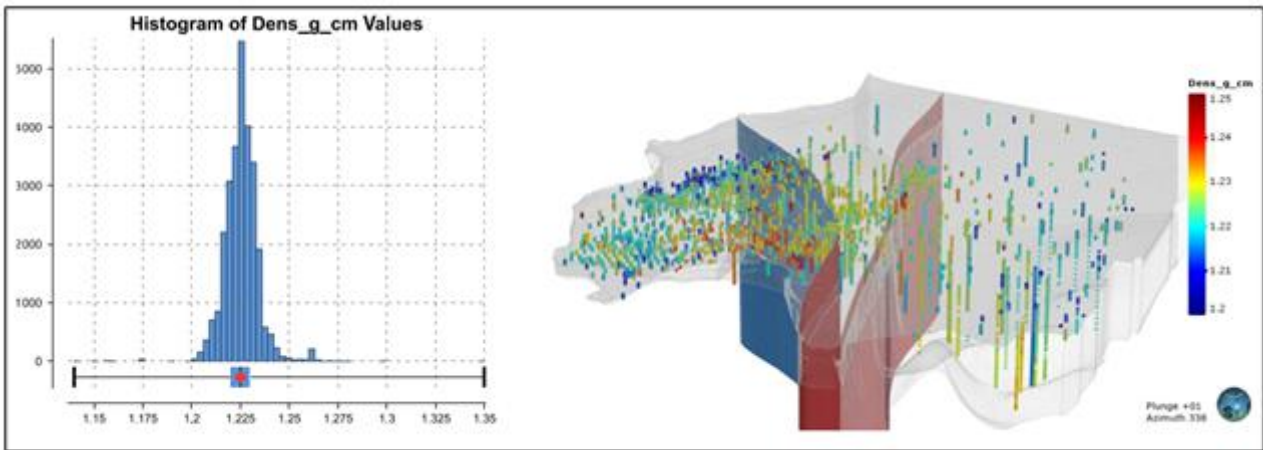 Histogram of Dens_g_cm Values
5000
4000
3000
2000
1000
0
1.15 1.175 1.2 1.225 1.25 1.275 1.3 1.325 1.35
Dens_g_cm
1.25
1.24
1.23
1.22
1.21
1.2
Plunge +01
Azimuth 338